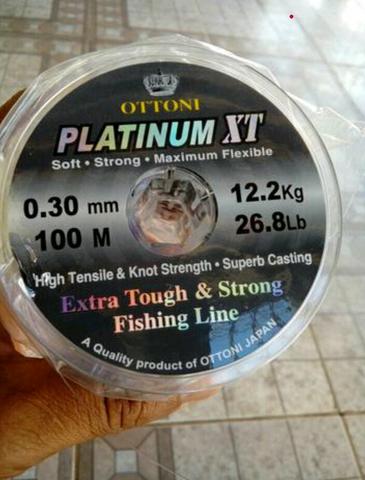 OTTONI
PLATINUM XT
Soft • Strong • Maximum Flexible
0.30 mm
100 M
12.2Kg
26.8Lb
High Tensile & Knot Strength • Superb Casting
Extra Tough & Strong
Fishing Line
A Quality product of OTTONI JAPAN